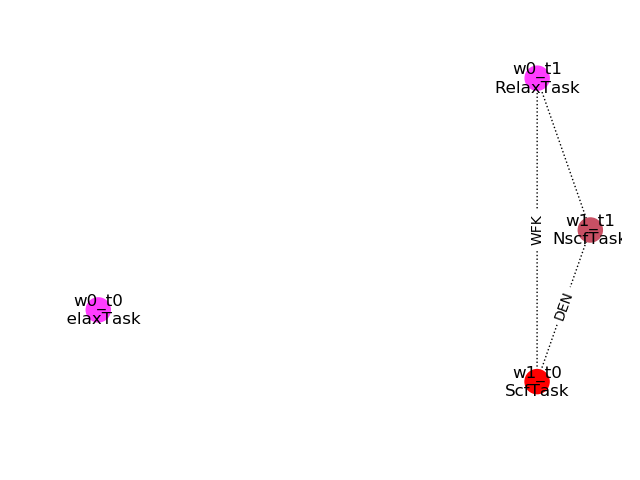 w0_t1
RelaxTask
WFK
w1_t1
NscfTask
DEN
w0_t0
elaxTask
w1_t0
ScfTask